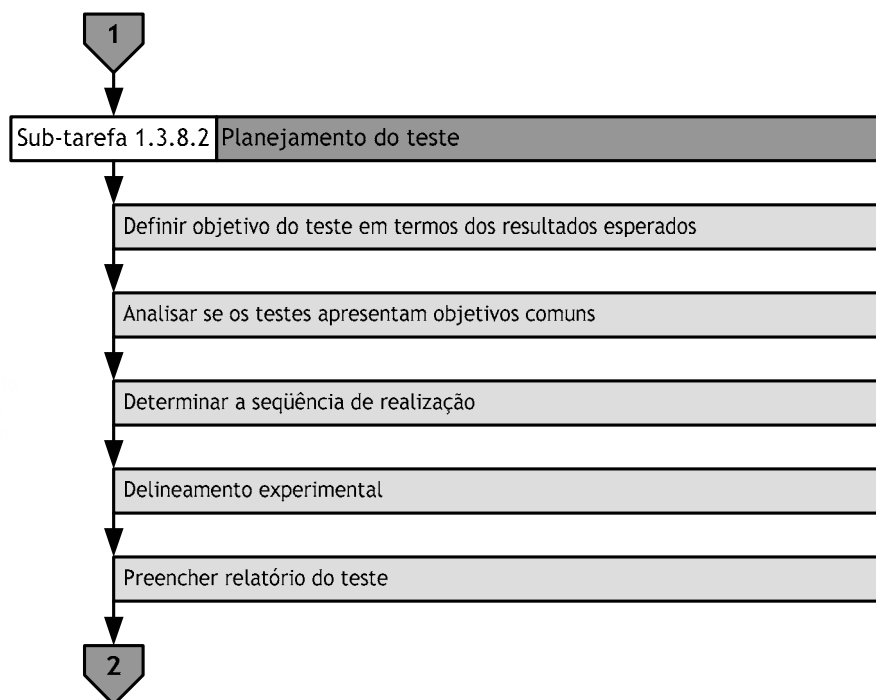 1
Sub-tarefa 1.3.8.2 Planejamento do teste
Definir objetivo do teste em termos dos resultados esperados
Analisar se os testes apresentam objetivos comuns
Determinar a seqüência de realização
Delineamento experimental
Preencher relatório do teste
2